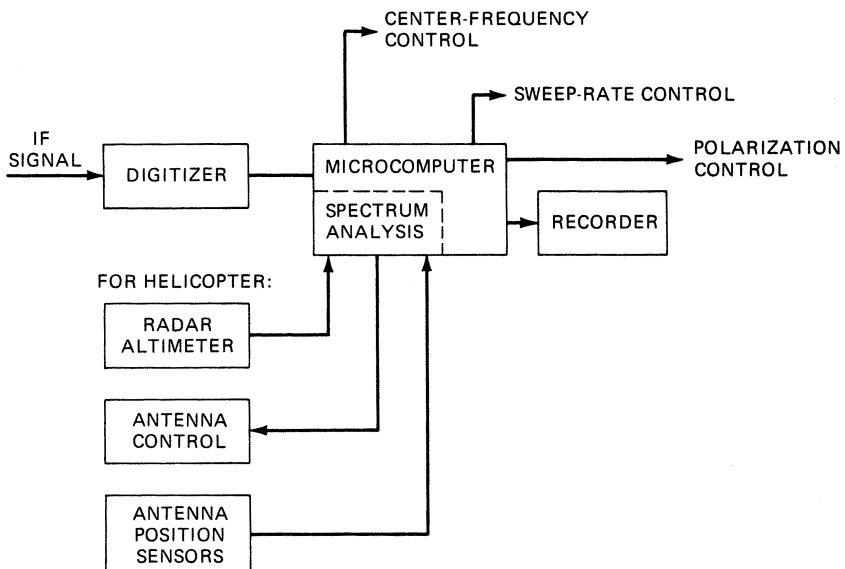 CENTER-FREQUENCY
CONTROL
SWEEP-RATE CONTROL
IF
SIGNAL
DIGITIZER
MICROCOMPUTER
POLARIZATION
CONTROL
SPECTRUM
ANALYSIS
RECORDER
FOR HELICOPTER:
RADAR
ALTIMETER
ANTENNA
CONTROL
ANTENNA
POSITION
SENSORS